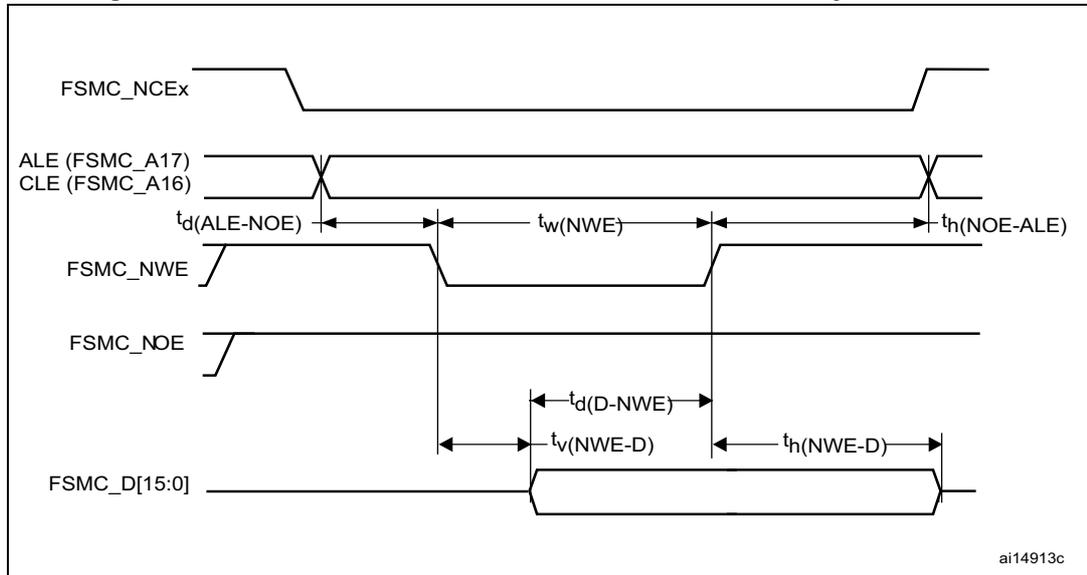 FSMC_NCEx
ALE (FSMC_A17)
CLE (FSMC_A16)
td(ALE-NOE)
tw(NWE)
th(NOE-ALE)
FSMC_NWE
FSMC_NOE
td(D-NWE)
tv(NWE-D)
th(NWE-D)
FSMC_D[15:0]
ai14913c